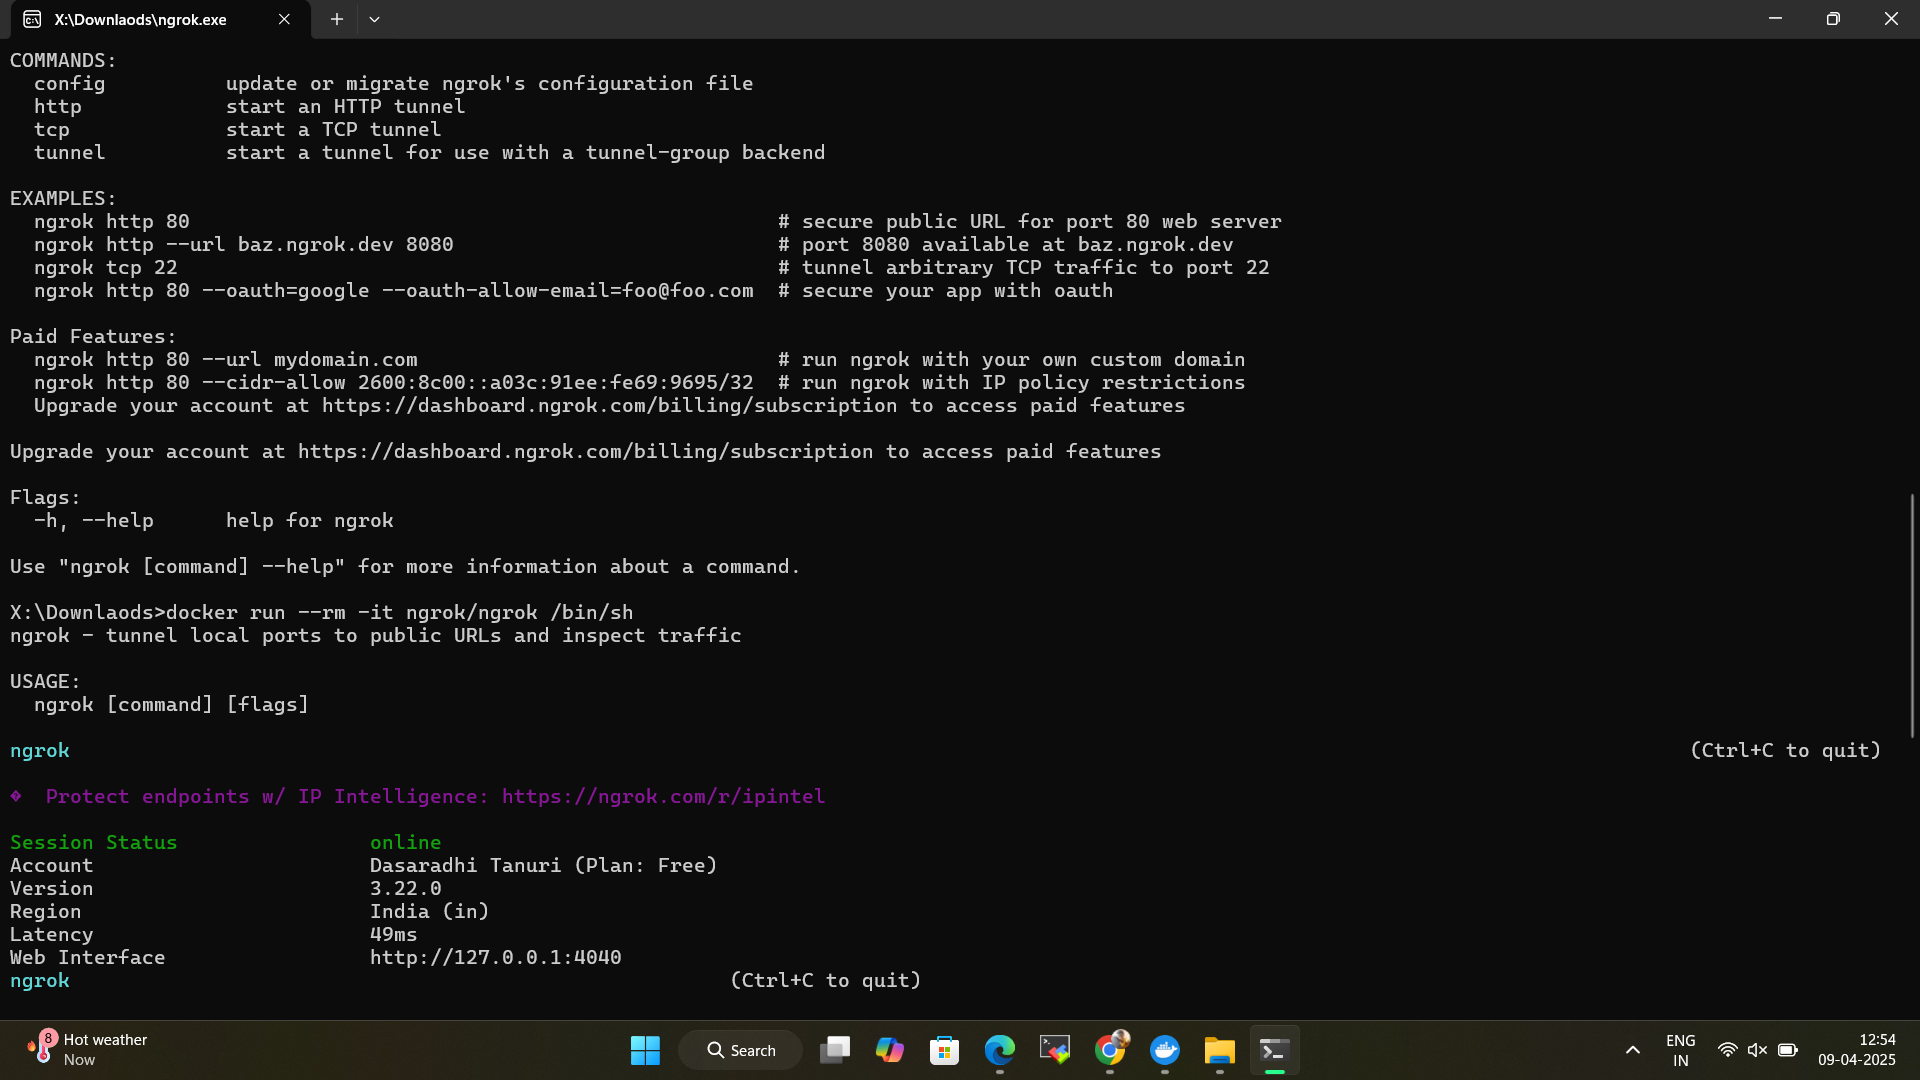 X:\Downlaods\ngrok.exe
COMMANDS:
config update or migrate ngrok's configuration file
http start an HTTP tunnel
tcp start a TCP tunnel
tunnel start a tunnel for use with a tunnel-group backend
EXAMPLES:
ngrok http 80 # secure public URL for port 80 web server
ngrok http --url baz.ngrok.dev 8080 # port 8080 available at baz.ngrok.dev
ngrok tcp 22 # tunnel arbitrary TCP traffic to port 22
ngrok http 80 --oauth=google --oauth-allow-email=foo@foo.com # secure your app with oauth
Paid Features:
ngrok http 80 --url mydomain.com # run ngrok with your own custom domain
ngrok http 80 --cidr-allow 2600:8c00::a03c:91ee:fe69:9695/32 # run ngrok with IP policy restrictions
Upgrade your account at https://dashboard.ngrok.com/billing/subscription to access paid features
Upgrade your account at https://dashboard.ngrok.com/billing/subscription to access paid features
Flags:
-h, --help help for ngrok
Use "ngrok [command] --help" for more information about a command.
X:\Downlaods>docker run --rm -it ngrok/ngrok /bin/sh
ngrok - tunnel local ports to public URLs and inspect traffic
USAGE:
ngrok [command] [flags]
ngrok (Ctrl+C to quit)
� Protect endpoints w/ IP Intelligence: https://ngrok.com/r/ipintel
Session Status online
Account Dasaradhi Tanuri (Plan: Free)
Version 3.22.0
Region India (in)
Latency 49ms
Web Interface http://127.0.0.1:4040
ngrok (Ctrl+C to quit)
8
Hot weather
Now
Search
ENG
IN
12:54
09-04-2025